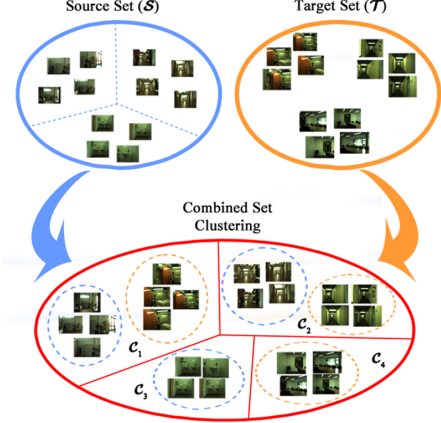 Source Set (S)
Target Set (T)
Combined Set
Clustering
C1
C2
C3
C4